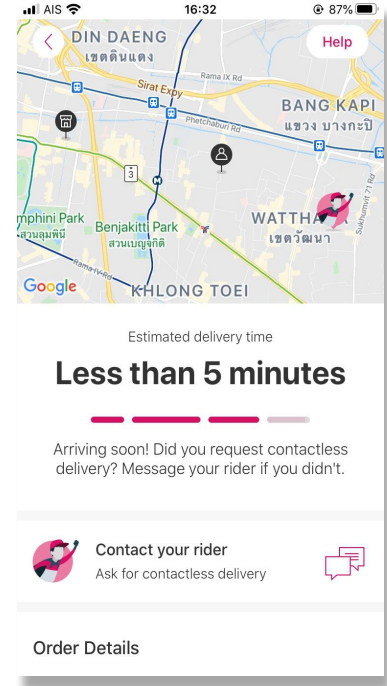 AIS
16:32
87%
DIN DAENG
เขตดินแดง
Help
Rama IX Rd
Sirat Expy
BANG KAPI
แขวง บางกะปิ
Phetchaburi Rd
3
Sukhumvit 71 Rd
mphini Park
สวนลุมพินี
Benjakitti Park
สวนเบญจกิติ
WATTHA
เขตวัฒนา
Rama IV Rd
Google
KHLONG TOEI
Estimated delivery time
Less than 5 minutes
Arriving soon! Did you request contactless
delivery? Message your rider if you didn't.
Contact your rider
Ask for contactless delivery
Order Details